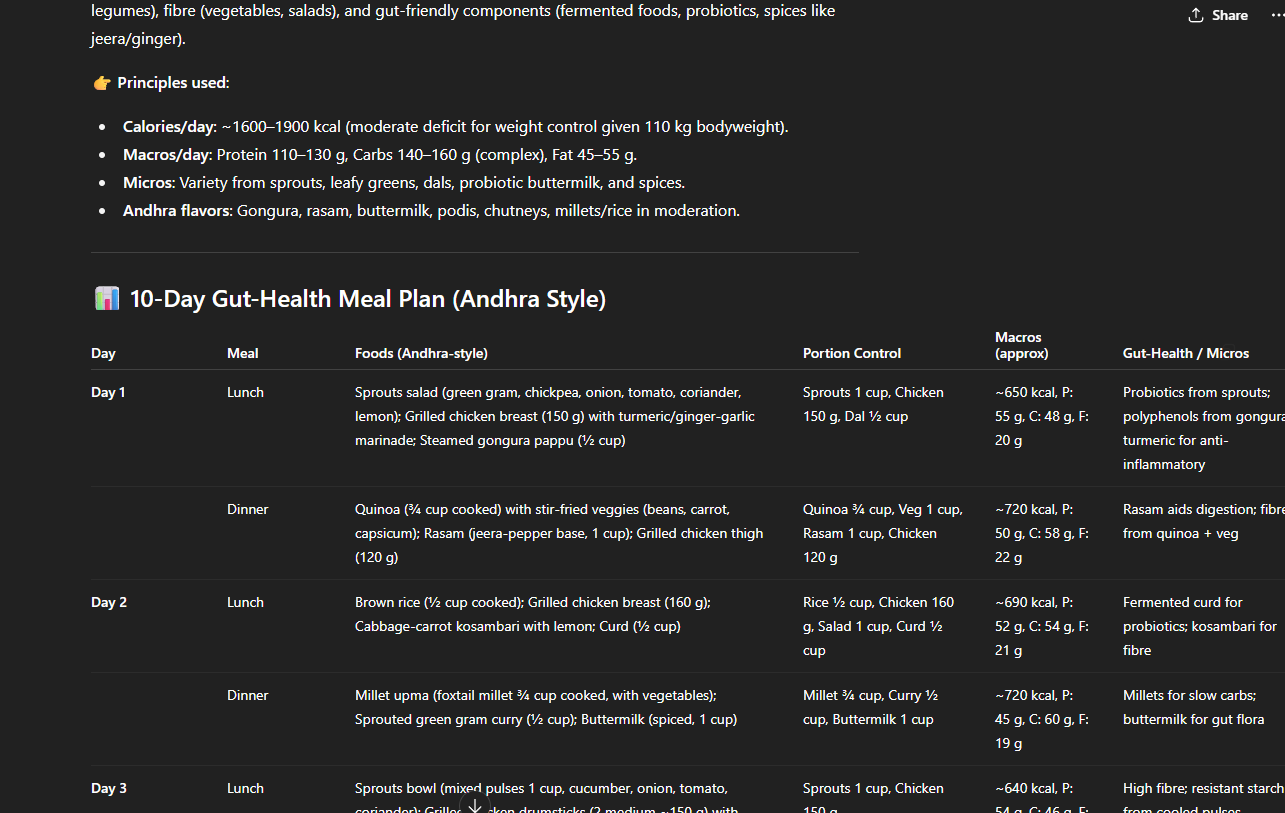 legumes), fibre (vegetables, salads), and gut-friendly components (fermented foods, probiotics, spices like
jeera/ginger).
Share
👉 Principles used:
• Calories/day: ~1600–1900 kcal (moderate deficit for weight control given 110 kg bodyweight).
• Macros/day: Protein 110–130 g, Carbs 140–160 g (complex), Fat 45–55 g.
• Micros: Variety from sprouts, leafy greens, dals, probiotic buttermilk, and spices.
• Andhra flavors: Gongura, rasam, buttermilk, podis, chutneys, millets/rice in moderation.
📊 10-Day Gut-Health Meal Plan (Andhra Style)
Day
Meal
Foods (Andhra-style)
Portion Control
Macros
(approx)
Gut-Health / Micros
Day 1
Lunch
Sprouts salad (green gram, chickpea, onion, tomato, coriander,
lemon); Grilled chicken breast (150 g) with turmeric/ginger-garlic
marinade; Steamed gongura pappu (½ cup)
Sprouts 1 cup, Chicken
150 g, Dal ½ cup
~650 kcal, P:
55 g, C: 48 g, F:
20 g
Probiotics from sprouts;
polyphenols from gongura
turmeric for anti-
inflammatory
Dinner
Quinoa (¾ cup cooked) with stir-fried veggies (beans, carrot,
capsicum); Rasam (jeera-pepper base, 1 cup); Grilled chicken thigh
(120 g)
Quinoa ¾ cup, Veg 1 cup,
Rasam 1 cup, Chicken
120 g
~720 kcal, P:
50 g, C: 58 g, F:
22 g
Rasam aids digestion; fibre
from quinoa + veg
Day 2
Lunch
Brown rice (½ cup cooked); Grilled chicken breast (160 g);
Cabbage-carrot kosambari with lemon; Curd (½ cup)
Rice ½ cup, Chicken 160
g, Salad 1 cup, Curd ½
cup
~690 kcal, P:
52 g, C: 54 g, F:
21 g
Fermented curd for
probiotics; kosambari for
fibre
Dinner
Millet upma (foxtail millet ¾ cup cooked, with vegetables);
Sprouted green gram curry (½ cup); Buttermilk (spiced, 1 cup)
Millet ¾ cup, Curry ½
cup, Buttermilk 1 cup
~720 kcal, P:
45 g, C: 60 g, F:
19 g
Millets for slow carbs;
buttermilk for gut flora
Day 3
Lunch
Sprouts bowl (mixed pulses 1 cup, cucumber, onion, tomato,
coriander); drumsticks (2 medium ~150 g) with
Sprouts 1 cup, Chicken
150 g
~640 kcal, P:
54 g, C: 46 g, F:
High fibre; resistant starch
from cooled pulses